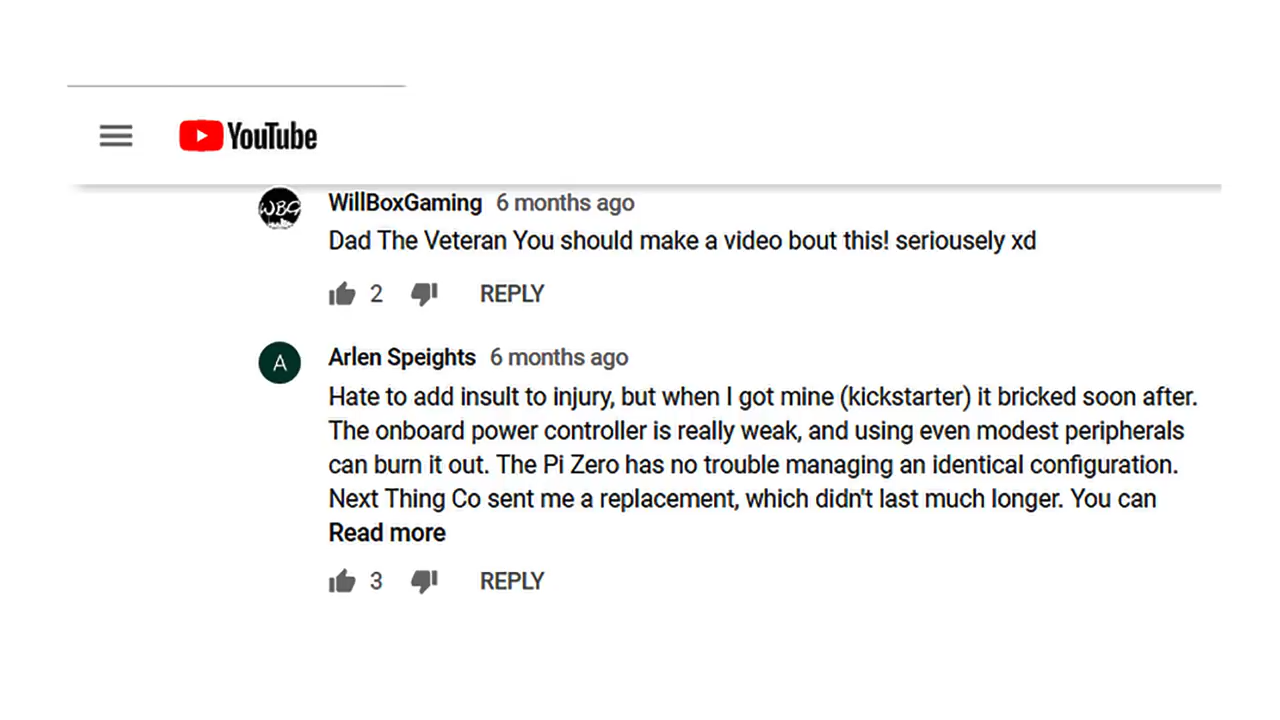 YouTube
WBG
WillBoxGaming 6 months ago
Dad The Veteran You should make a video bout this! seriousely xd
2 REPLY
A
Arlen Speights 6 months ago
Hate to add insult to injury, but when I got mine (kickstarter) it bricked soon after.
The onboard power controller is really weak, and using even modest peripherals
can burn it out. The Pi Zero has no trouble managing an identical configuration.
Next Thing Co sent me a replacement, which didn't last much longer. You can
Read more
3 REPLY